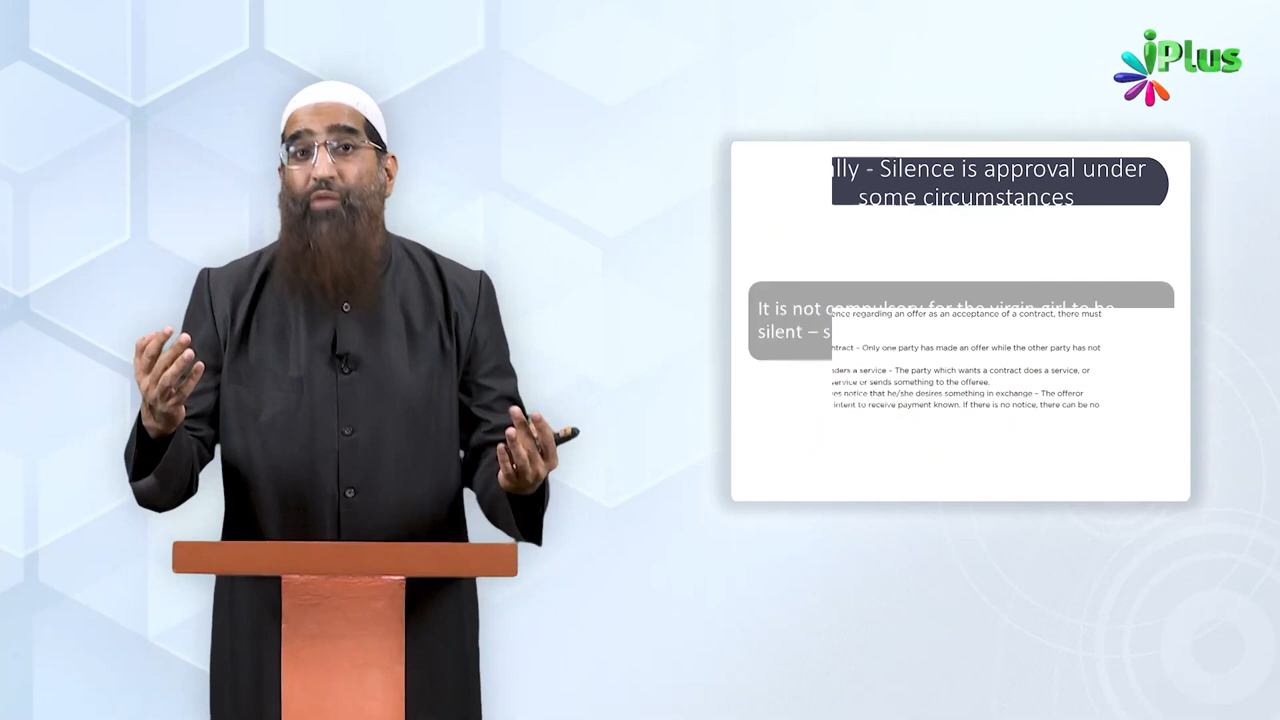 iPlus
lly - Silence is approval under
some circumstances
It is not compulsory for the virgin girl to be
silent – s
ence regarding an offer as an acceptance of a contract, there must
ntract – Only one party has made an offer while the other party has not
nders a service – The party which wants a contract does a service, or
service or sends something to the offeree.
es notice that he/she desires something in exchange – The offeror
intent to receive payment known. If there is no notice, there can be no